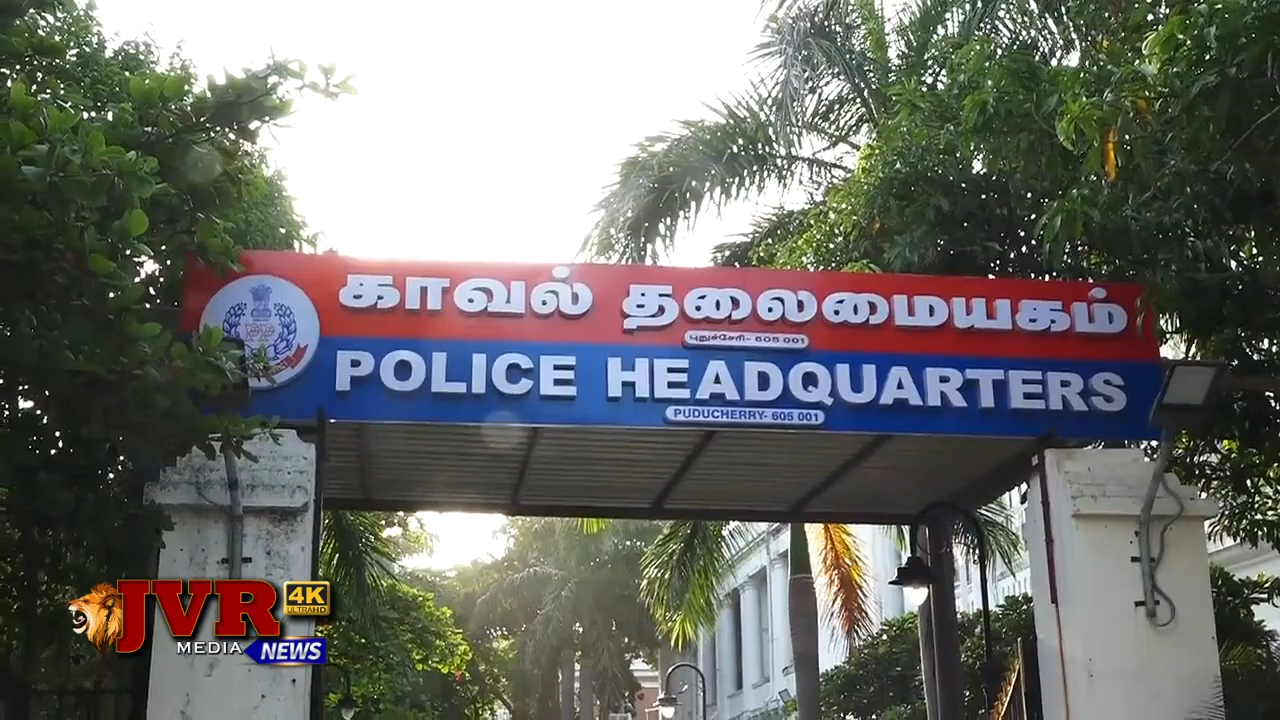 காவல் தலைமையகம்
புதுச்சேரி- 605 001
POLICE HEADQUARTERS
PUDUCHERRY- 605 001
JVR
4K
ULTRAHD
MEDIA
NEWS